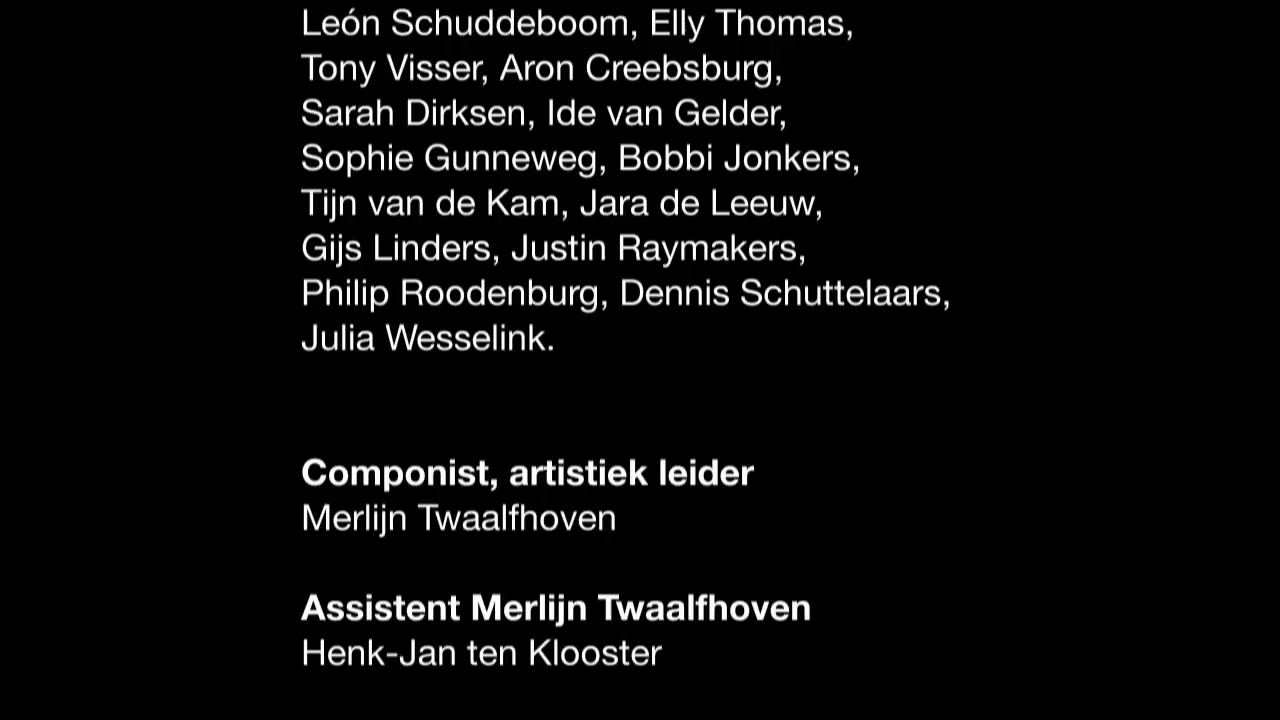 León Schuddeboom, Elly Thomas,
Tony Visser, Aron Creebsburg,
Sarah Dirksen, Ide van Gelder,
Sophie Gunneweg, Bobbi Jonkers,
Tijn van de Kam, Jara de Leeuw,
Gijs Linders, Justin Raymakers,
Philip Roodenburg, Dennis Schuttelaars,
Julia Wesselink.
Componist, artistiek leider
Merlijn Twaalfhoven
Assistent Merlijn Twaalfhoven
Henk-Jan ten Klooster